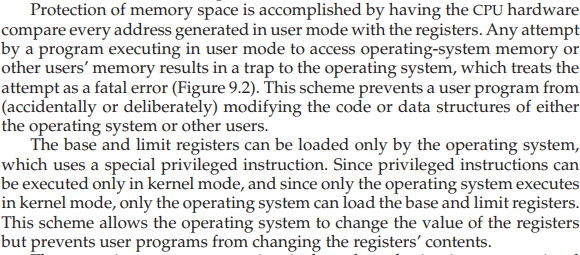 Protection of memory space is accomplished by having the CPU hardware
compare every address generated in user mode with the registers. Any attempt
by a program executing in user mode to access operating-system memory or
other users’ memory results in a trap to the operating system, which treats the
attempt as a fatal error (Figure 9.2). This scheme prevents a user program from
(accidentally or deliberately) modifying the code or data structures of either
the operating system or other users.
The base and limit registers can be loaded only by the operating system,
which uses a special privileged instruction. Since privileged instructions can
be executed only in kernel mode, and since only the operating system executes
in kernel mode, only the operating system can load the base and limit registers.
This scheme allows the operating system to change the value of the registers
but prevents user programs from changing the registers’ contents.